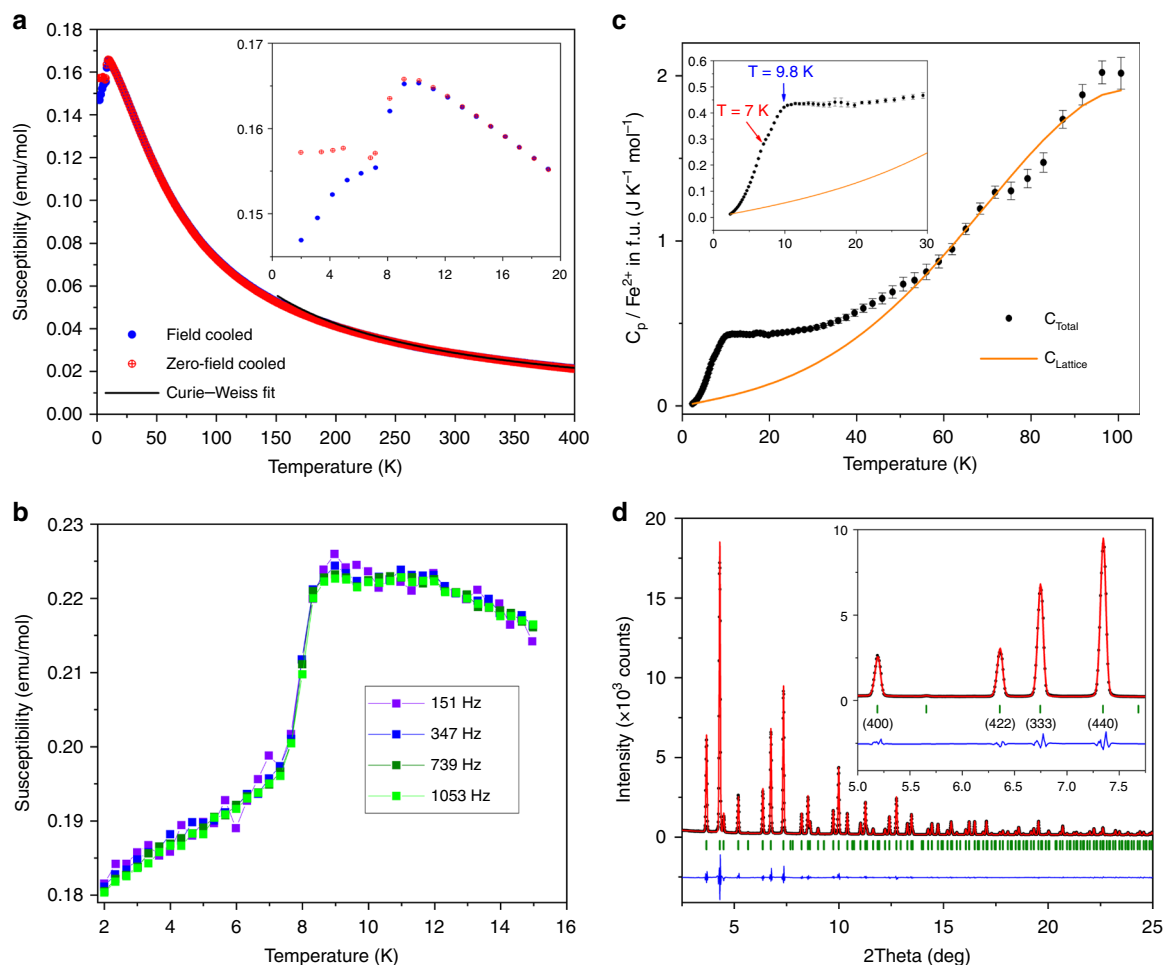 a
Susceptibility (emu/mol)
0.18
0.16
0.14
0.12
0.10
0.08
0.06
0.04
0.02
0.00
0 50 100 150 200 250 300 350 400
Temperature (K)
Field cooled
Zero-field cooled
Curie–Weiss fit
0.17
0.16
0.15
0 4 8 12 16 20
c
Cp / Fe2+ in f.u. (J K–1 mol–1)
2
1
0
0 20 40 60 80 100
Temperature (K)
CTotal
CLattice
0.6
0.5
0.4
0.3
0.2
0.1
0.0
0 10 20 30
T = 9.8 K
T = 7 K
b
Susceptibility (emu/mol)
0.23
0.22
0.21
0.20
0.19
0.18
2 4 6 8 10 12 14 16
Temperature (K)
151 Hz
347 Hz
739 Hz
1053 Hz
d
Intensity (×10³ counts)
20
17
15
13
10
7
5
3
0
5 10 15 20 25
2Theta (deg)
10
5
0
(400) (422) (333) (440)
5.0 5.5 6.0 6.5 7.0 7.5